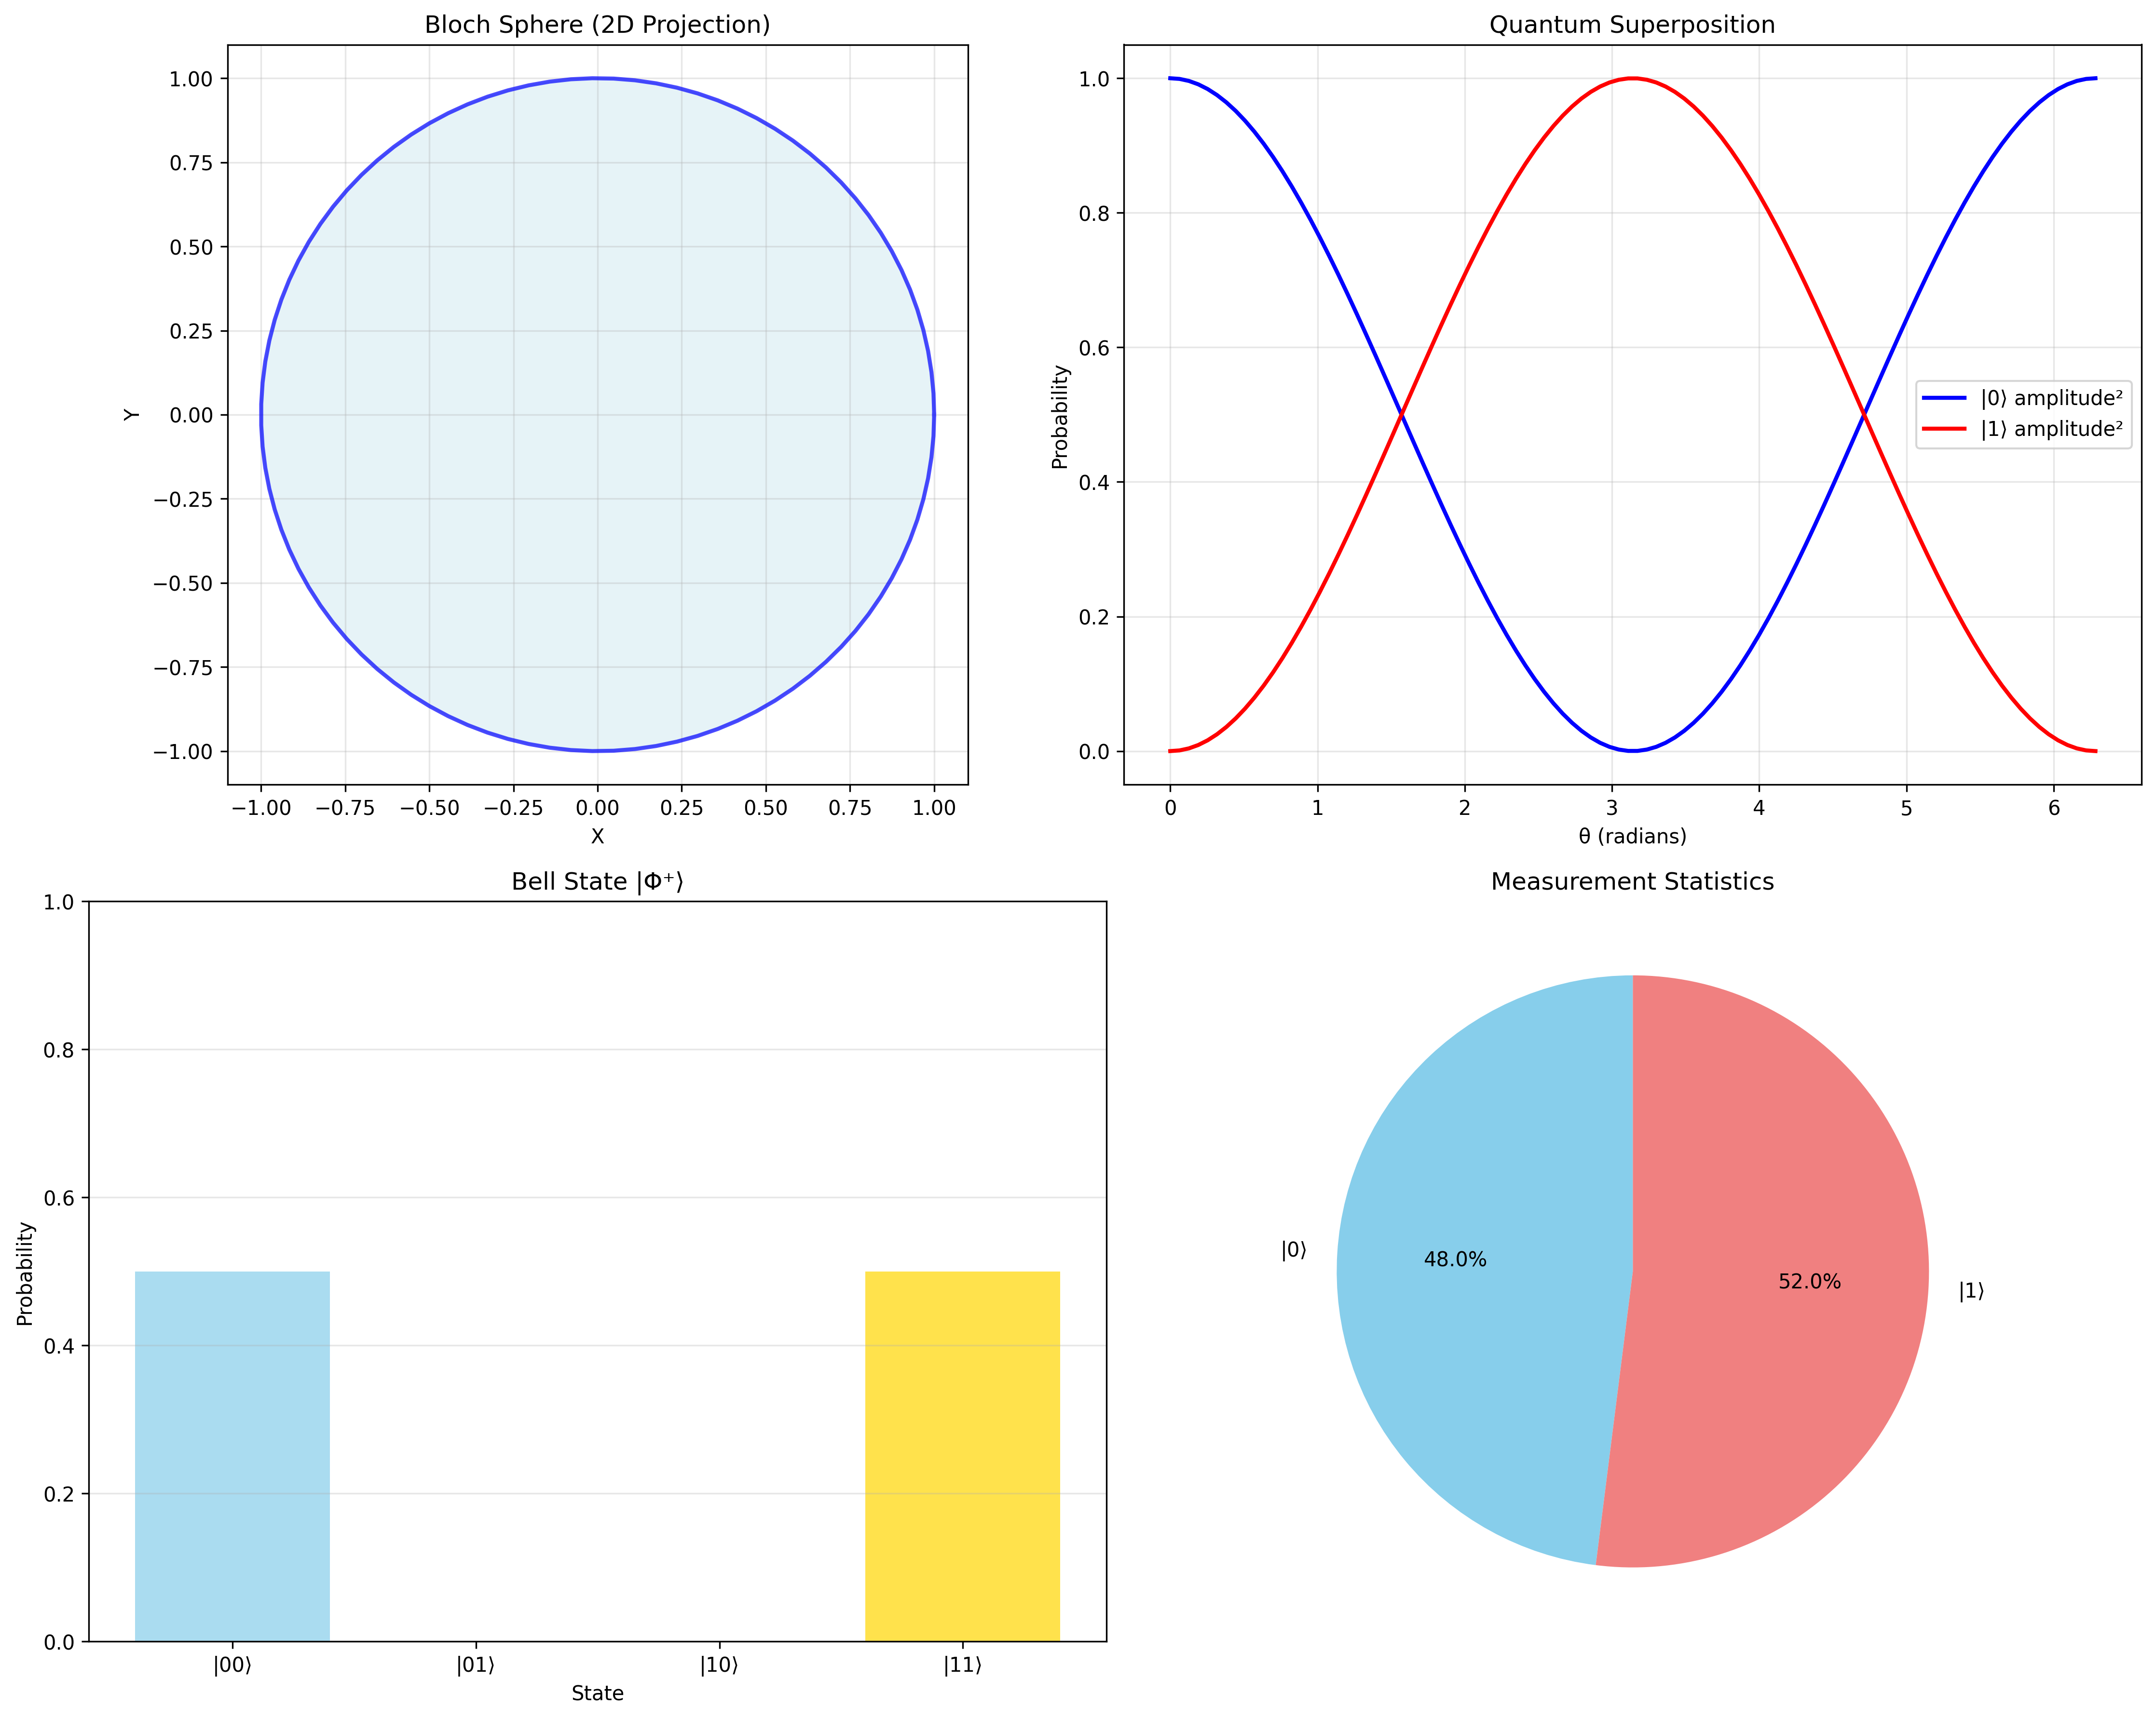 Bloch Sphere (2D Projection)
1.00
0.75
0.50
0.25
0.00
−0.25
−0.50
−0.75
−1.00
Y
−1.00 −0.75 −0.50 −0.25 0.00 0.25 0.50 0.75 1.00
X
Quantum Superposition
1.0
0.8
0.6
0.4
0.2
0.0
Probability
|0⟩ amplitude²
|1⟩ amplitude²
0 1 2 3 4 5 6
θ (radians)
Bell State |Φ⁺⟩
1.0
0.8
0.6
0.4
0.2
0.0
Probability
|00⟩ |01⟩ |10⟩ |11⟩
State
Measurement Statistics
|0⟩
48.0%
52.0%
|1⟩